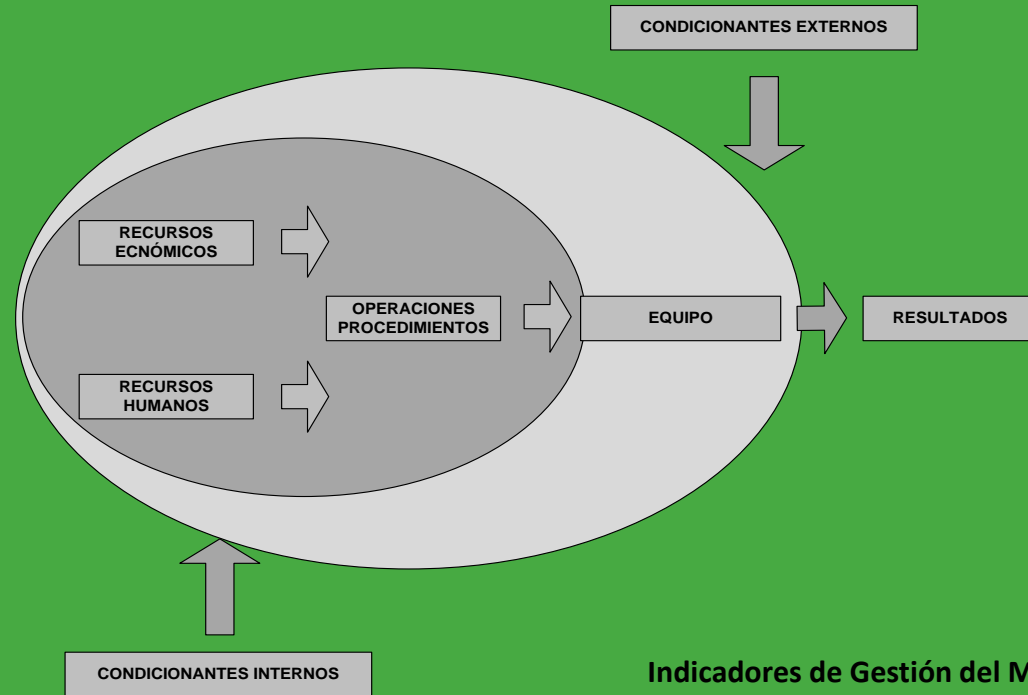 CONDICIONANTES EXTERNOS
RECURSOS
ECNÓMICOS
OPERACIONES
PROCEDIMIENTOS
EQUIPO
RESULTADOS
RECURSOS
HUMANOS
CONDICIONANTES INTERNOS
Indicadores de Gestión del M